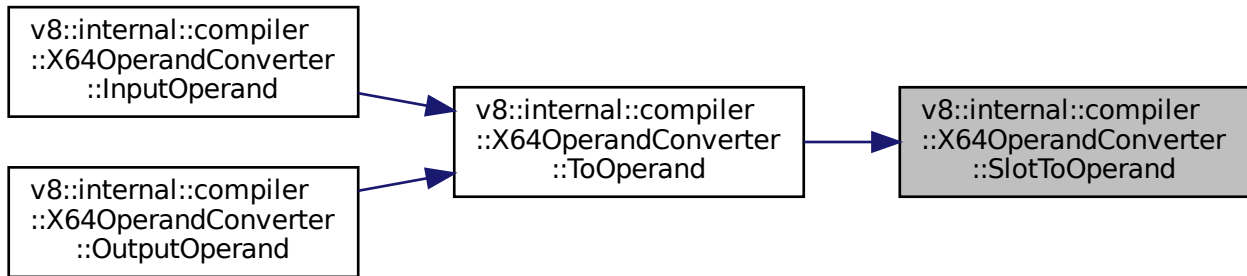 v8::internal::compiler
::X64OperandConverter
::InputOperand
v8::internal::compiler
::X64OperandConverter
::OutputOperand
v8::internal::compiler
::X64OperandConverter
::ToOperand
v8::internal::compiler
::X64OperandConverter
::SlotToOperand